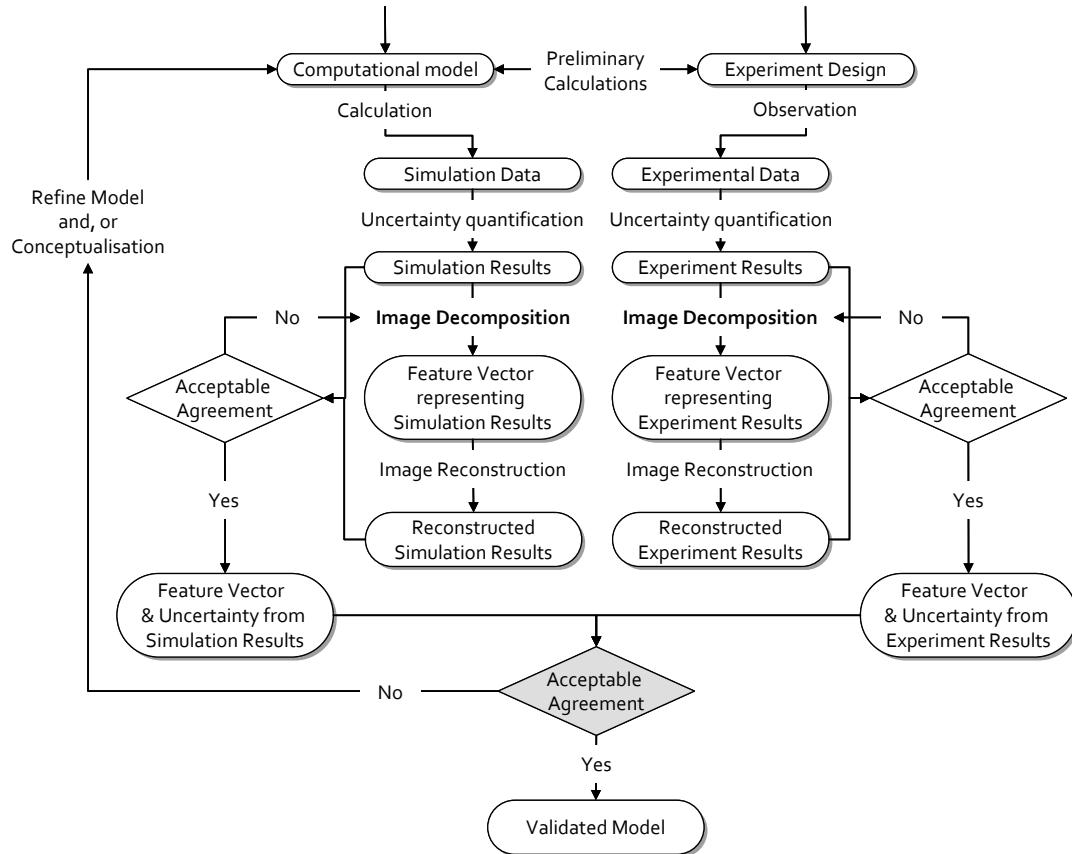 Computational model
Preliminary
Calculations
Experiment Design
Calculation
Observation
Simulation Data
Experimental Data
Refine Model
and, or
Conceptualisation
Uncertainty quantification
Uncertainty quantification
Simulation Results
Experiment Results
No
Image Decomposition
Image Decomposition
No
Acceptable
Agreement
Feature Vector
representing
Simulation Results
Feature Vector
representing
Experiment Results
Acceptable
Agreement
Image Reconstruction
Image Reconstruction
Yes
Yes
Reconstructed
Simulation Results
Reconstructed
Experiment Results
Feature Vector
& Uncertainty from
Simulation Results
Feature Vector
& Uncertainty from
Experiment Results
No
Acceptable
Agreement
Yes
Validated Model